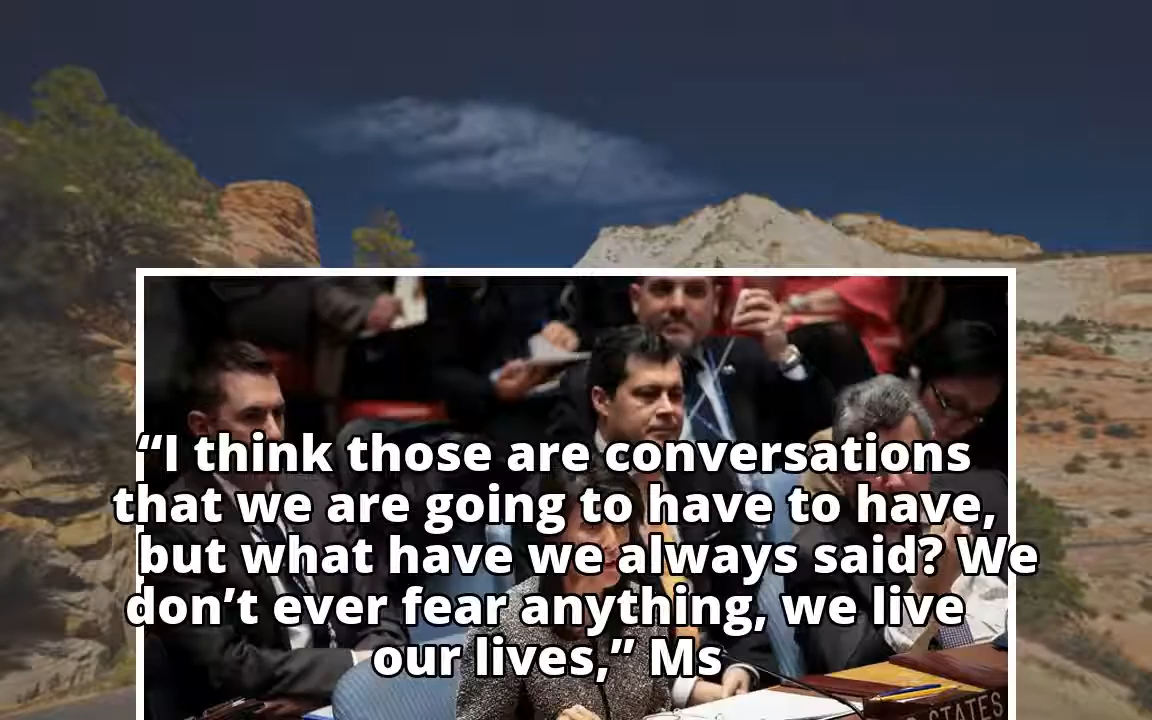 “I think those are conversations
that we are going to have to have,
but what have we always said? We
don’t ever fear anything, we live
our lives,” Ms
STATES